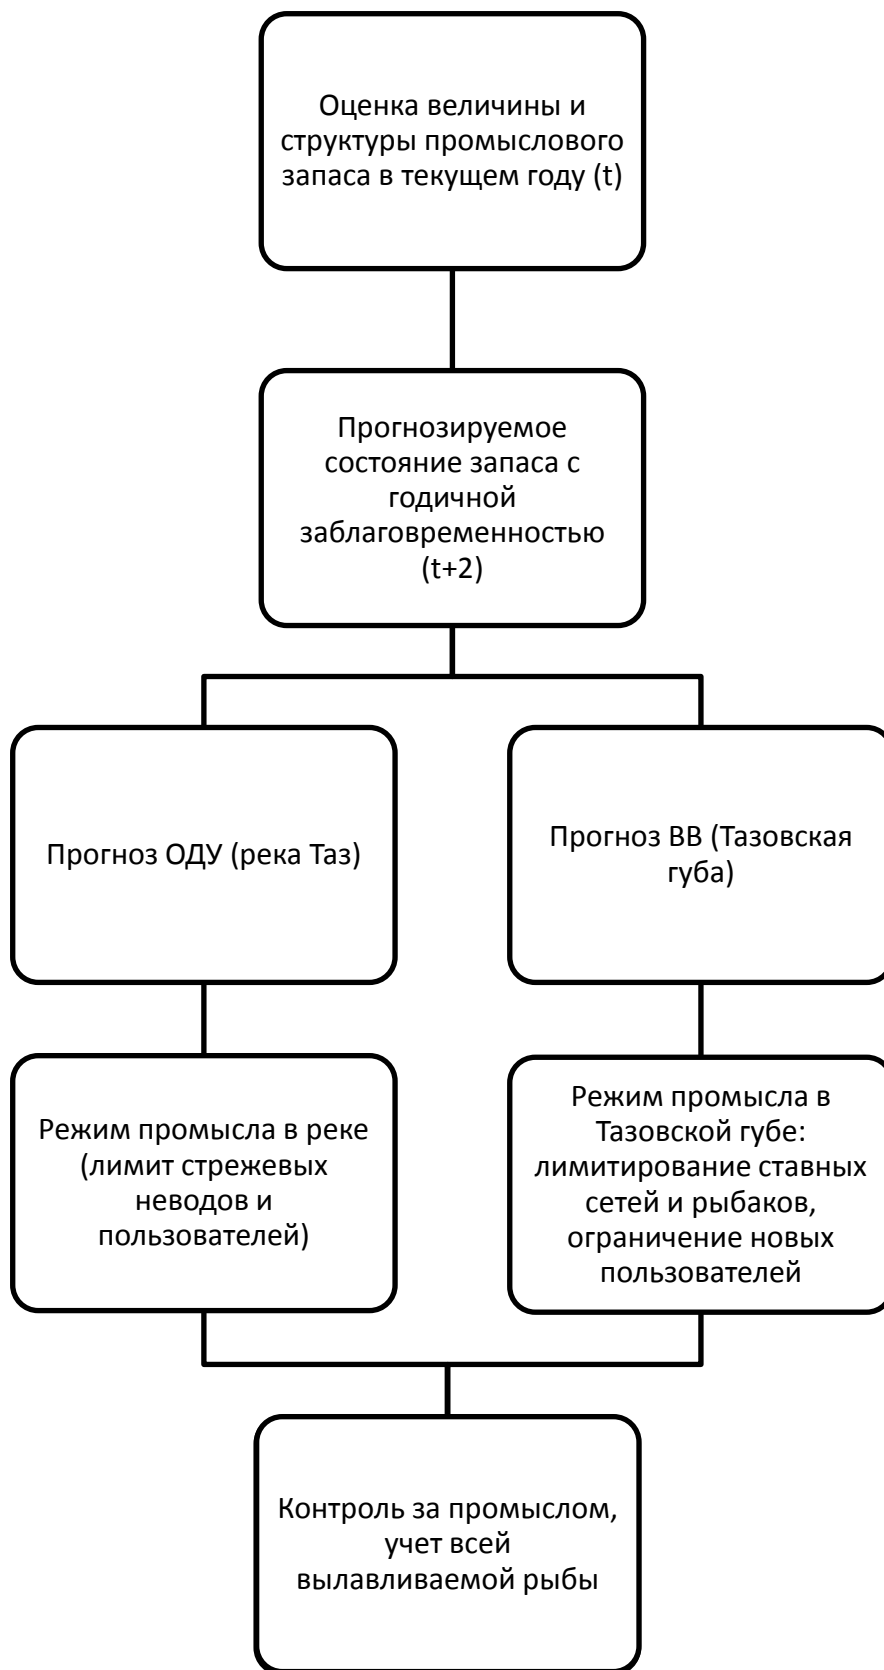 Оценка величины и
структуры промыслового
запаса в текущем году (t)
Прогнозируемое
состояние запаса с
годичной
заблаговременностью
(t+2)
Прогноз ОДУ (река Таз)
Прогноз ВВ (Тазовская
губа)
Режим промысла в реке
(лимит стрежевых
неводов и
пользователей)
Режим промысла в
Тазовской губе:
лимитирование ставных
сетей и рыбаков,
ограничение новых
пользователей
Контроль за промыслом,
учет всей
вылавливаемой рыбы